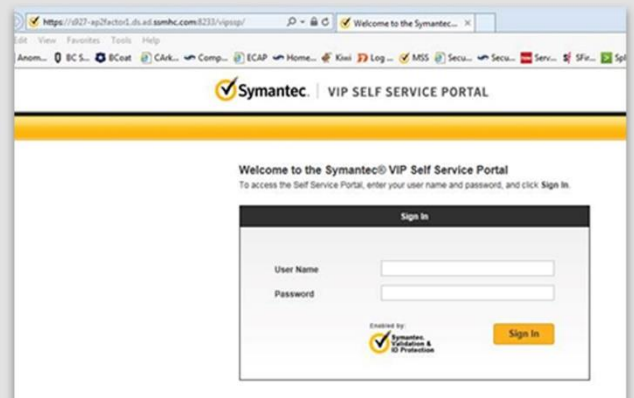 https://d827-ap2factor1.ds.ad.ssmhc.com:8233/vipssp/
Welcome to the Symantec... ×
Edit View Favorites Tools Help
Anom... BC S... BCoat CArk... Comp... ECAP Home... Kiwi Log ... MSS Secu... Secu... Serv... SFir... Spl
Symantec. | VIP SELF SERVICE PORTAL
Welcome to the Symantec® VIP Self Service Portal
To access the Self Service Portal, enter your user name and password, and click Sign In.
Sign In
User Name
Password
Enabled by:
Symantec.
Validation &
ID Protection
Sign In